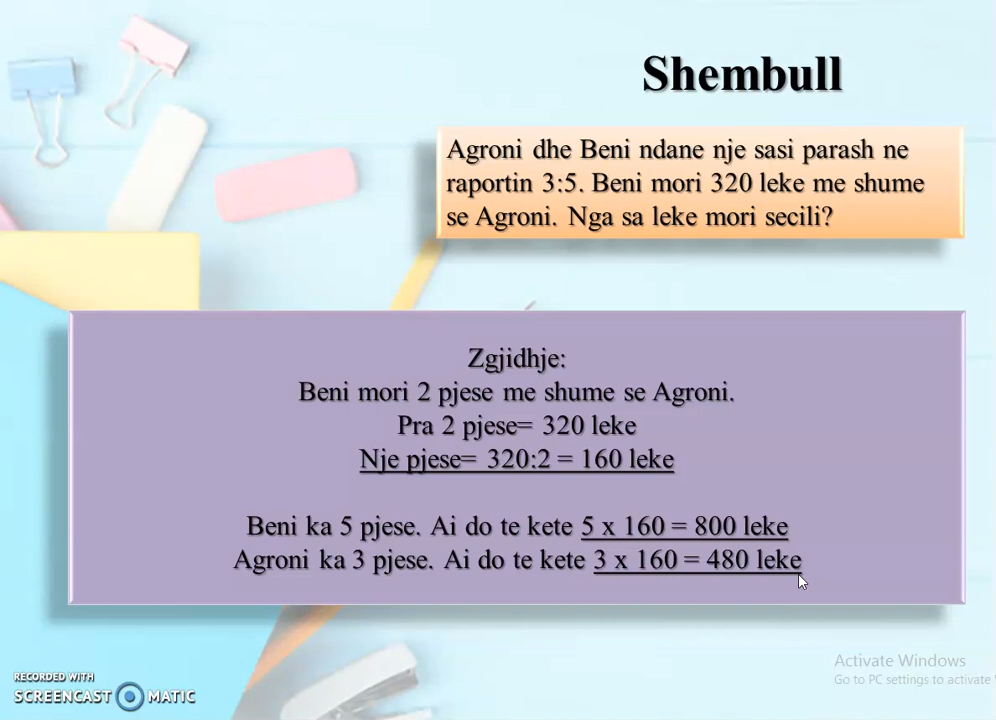 Shembull
Agroni dhe Beni ndane nje sasi parash ne
raportin 3:5. Beni mori 320 leke me shume
se Agroni. Nga sa leke mori secili?
Zgjidhje:
Beni mori 2 pjese me shume se Agroni.
Pra 2 pjese= 320 leke
Nje pjese= 320:2 = 160 leke
Beni ka 5 pjese. Ai do te kete 5 x 160 = 800 leke
Agroni ka 3 pjese. Ai do te kete 3 x 160 = 480 leke
Activate Windows
Go to PC settings to activate
RECORDED WITH
SCREENCAST MATIC